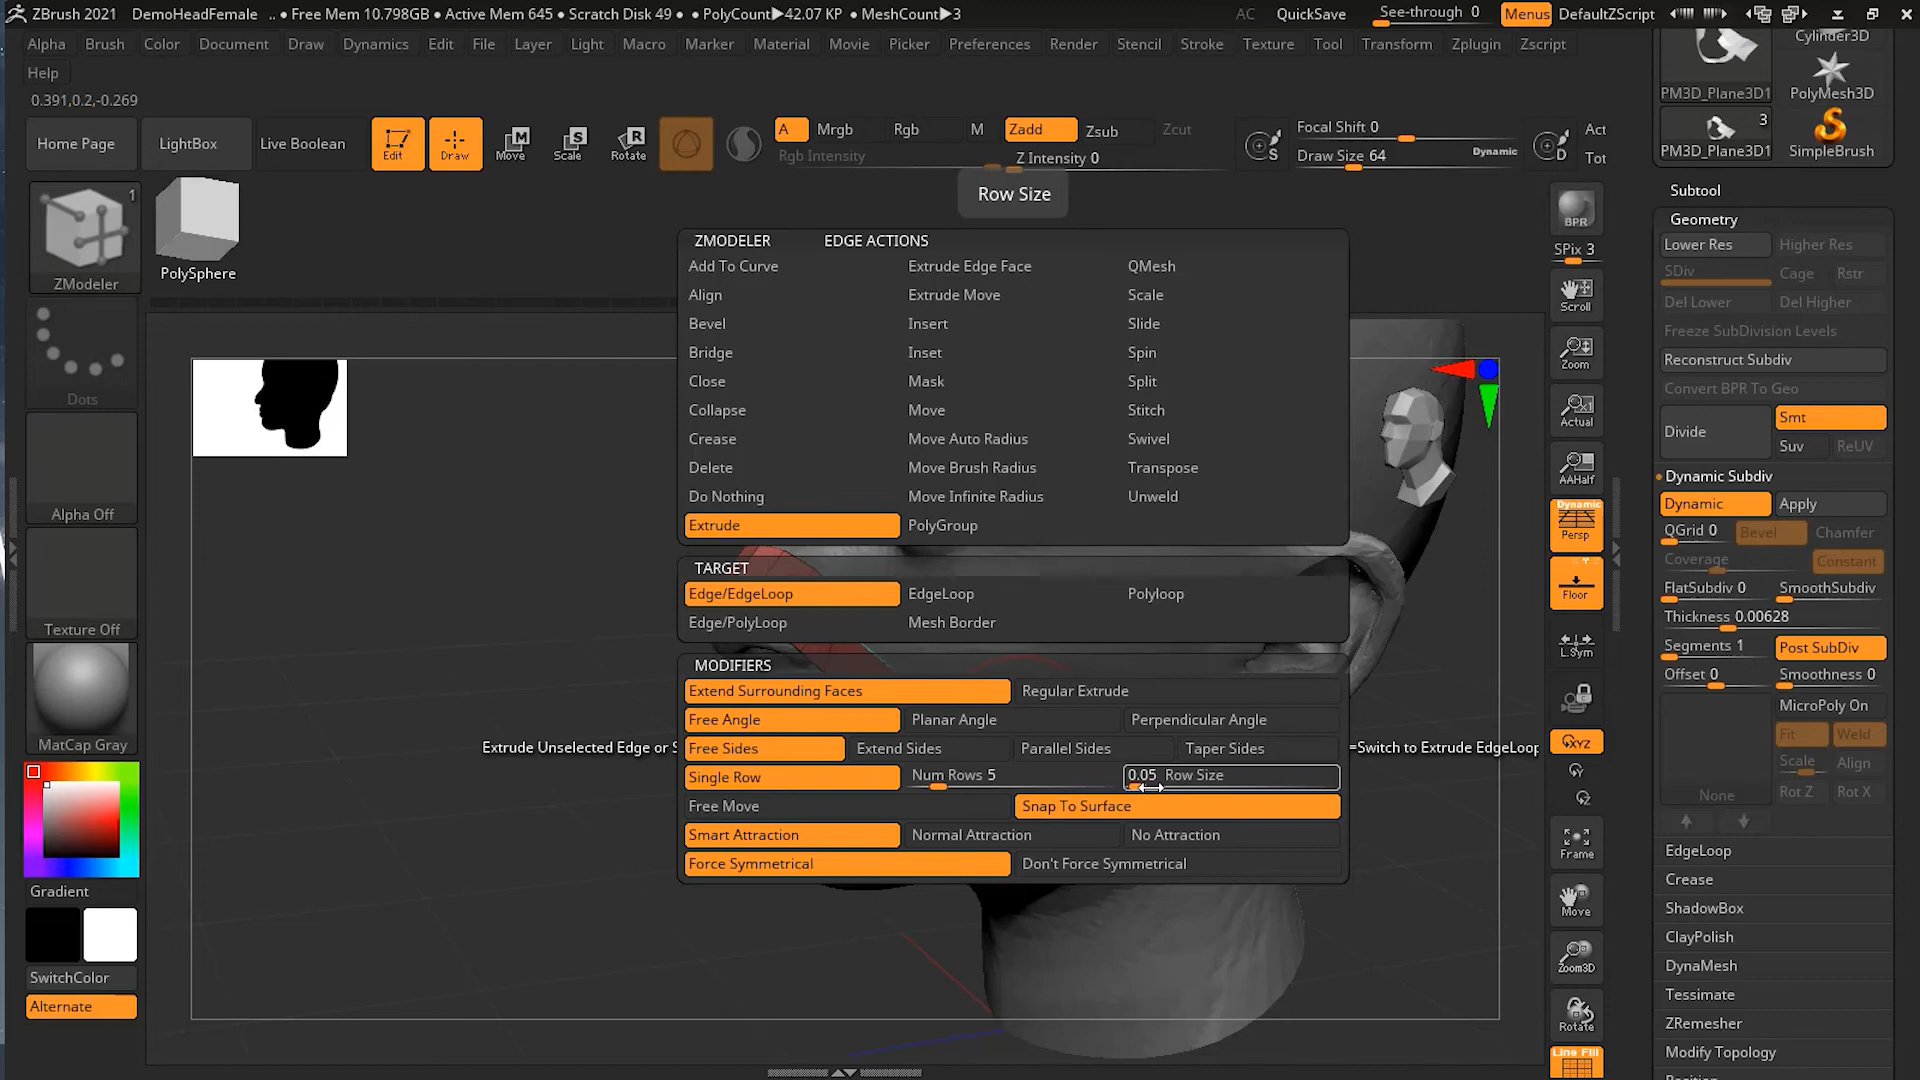 ZBrush 2021 DemoHeadFemale .. • Free Mem 10.798GB • Active Mem 645 • Scratch Disk 49 • • PolyCount▶42.07 KP • MeshCount▶3 AC QuickSave See-through 0 Menus DefaultZScript
Alpha Brush Color Document Draw Dynamics Edit File Layer Light Macro Marker Material Movie Picker Preferences Render Stencil Stroke Texture Tool Transform Zplugin Zscript
Help
0.391,0.2,-0.269
Home Page LightBox Live Boolean Edit Draw Move Scale Rotate
A Mrgb Rgb M Zadd Zsub Zcut
Rgb Intensity Z Intensity 0
Focal Shift 0
Draw Size 64 Dynamic
S
D
Act
Tot
Row Size
1
ZModeler
PolySphere
Dots
Alpha Off
Texture Off
MatCap Gray
Gradient
SwitchColor
Alternate
ZMODELER EDGE ACTIONS
Add To Curve Extrude Edge Face QMesh
Align Extrude Move Scale
Bevel Insert Slide
Bridge Inset Spin
Close Mask Split
Collapse Move Stitch
Crease Move Auto Radius Swivel
Delete Move Brush Radius Transpose
Do Nothing Move Infinite Radius Unweld
Extrude PolyGroup
TARGET
Edge/EdgeLoop EdgeLoop Polyloop
Edge/PolyLoop Mesh Border
MODIFIERS
Extend Surrounding Faces Regular Extrude
Free Angle Planar Angle Perpendicular Angle
Extrude Unselected Edge or S Free Sides Extend Sides Parallel Sides Taper Sides =Switch to Extrude EdgeLoop
Single Row Num Rows 5 0.05 Row Size
Free Move Snap To Surface
Smart Attraction Normal Attraction No Attraction
Force Symmetrical Don't Force Symmetrical
BPR
SPix 3
Scroll
Zoom
Actual
AAHalf
Dynamic
Persp
Floor
L.Sym
XYZ
Frame
Move
Zoom3D
Rotate
Line Fill
Cylinder3D
PM3D_Plane3D1 PolyMesh3D
3
PM3D_Plane3D1 SimpleBrush
Subtool
Geometry
Lower Res Higher Res
SDiv Cage Rstr
Del Lower Del Higher
Freeze SubDivision Levels
Reconstruct Subdiv
Convert BPR To Geo
Divide Smt
Suv ReUV
Dynamic Subdiv
Dynamic Apply
QGrid 0 Bevel Chamfer
Coverage Constant
FlatSubdiv 0 SmoothSubdiv
Thickness 0.00628
Segments 1 Post SubDiv
Offset 0 Smoothness 0
MicroPoly On
Fit Weld
Scale Align
None Rot Z Rot X
EdgeLoop
Crease
ShadowBox
ClayPolish
DynaMesh
Tessimate
ZRemesher
Modify Topology